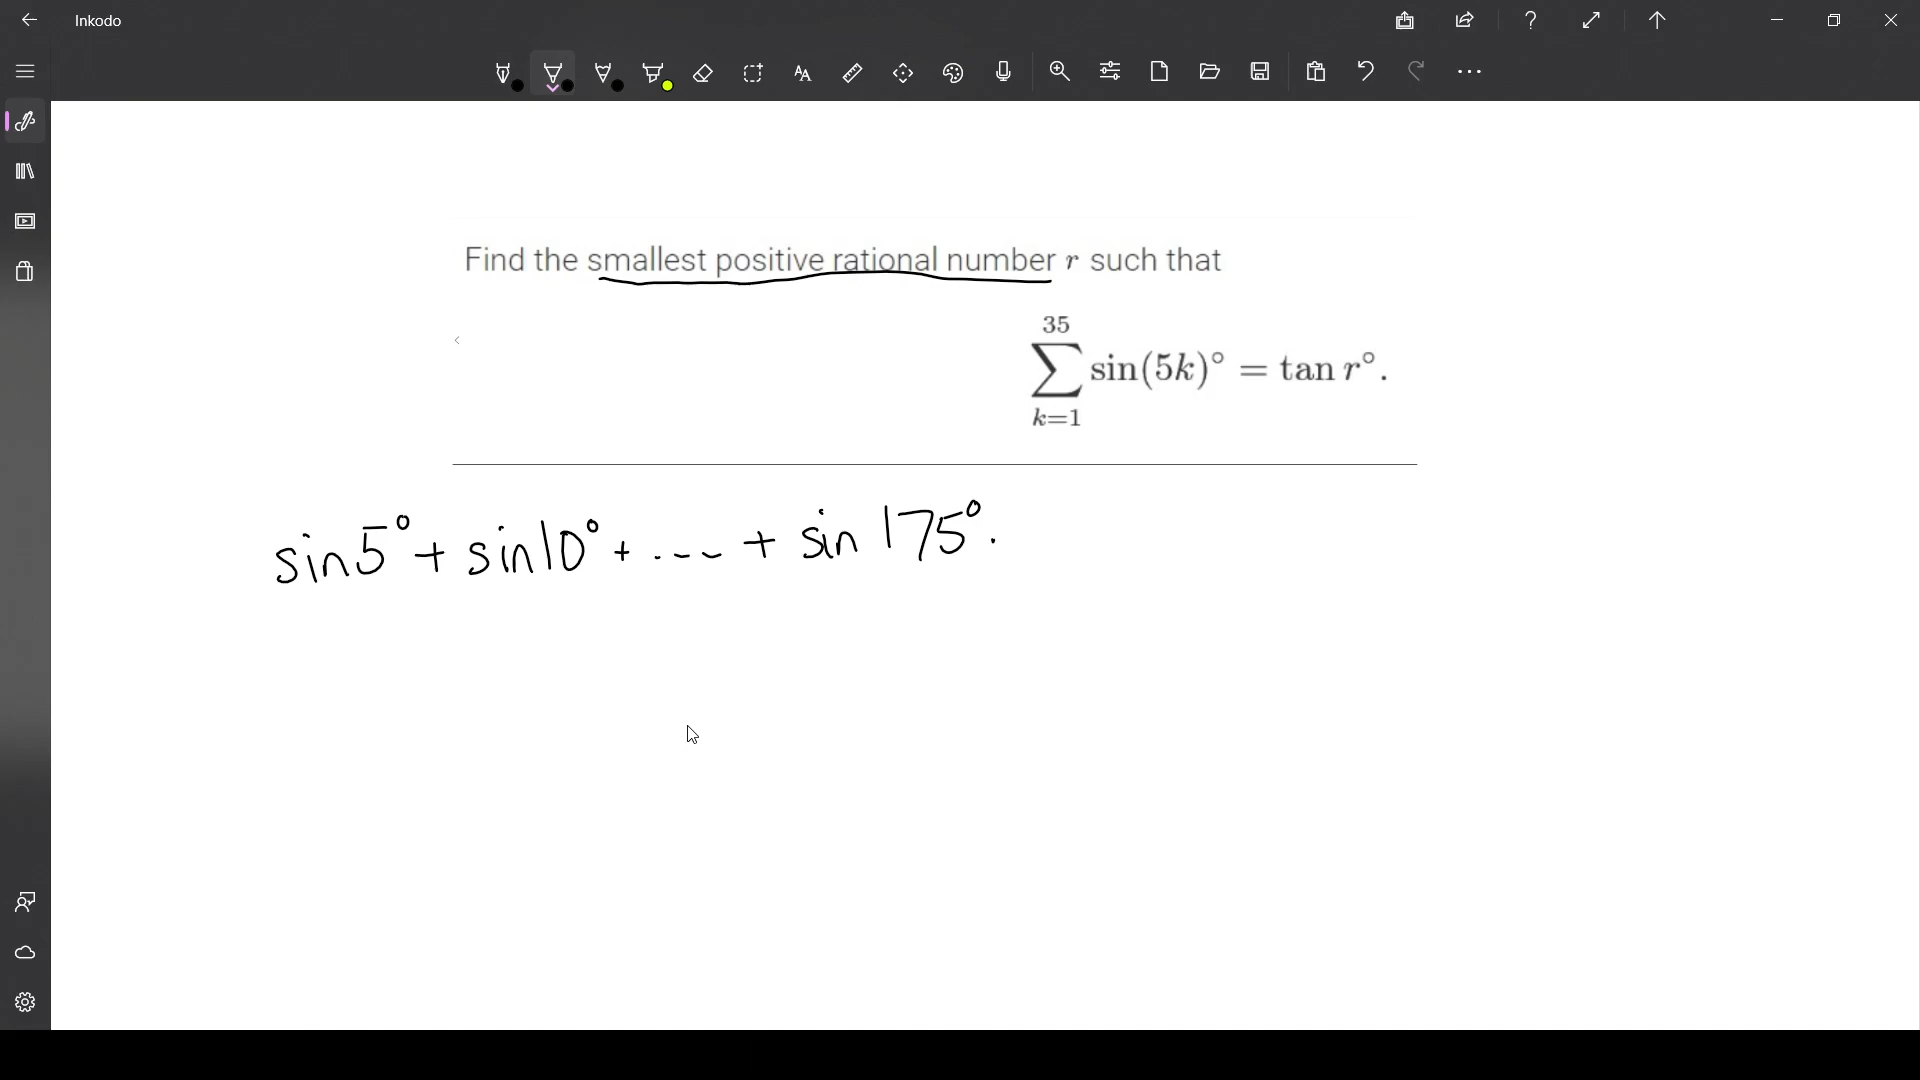 Inkodo
Find the smallest positive rational number r such that
35
∑ sin(5k)° = tan r°.
k=1
sin5° + sin10° + --- + sin 175°.